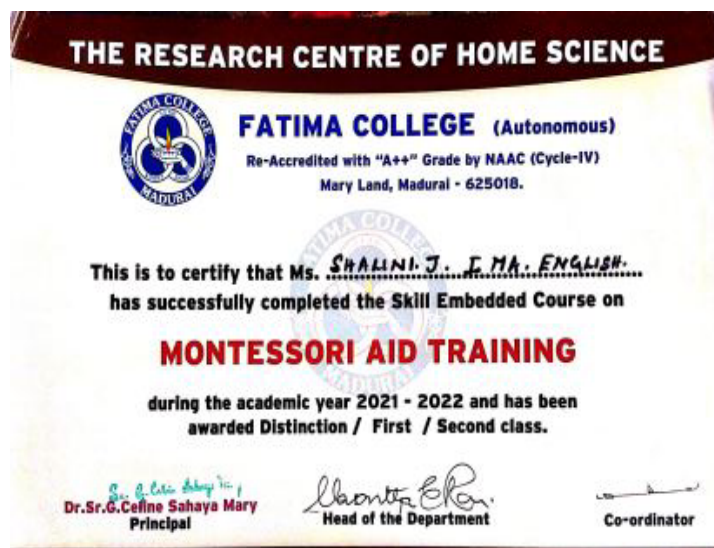 THE RESEARCH CENTRE OF HOME SCIENCE
FATIMA COLLEGE
MADURAI
FATIMA COLLEGE (Autonomous)
Re-Accredited with "A++" Grade by NAAC (Cycle-IV)
Mary Land, Madurai - 625018.
This is to certify that Ms. SHALINI. J. I MA. ENGLISH.
has successfully completed the Skill Embedded Course on
MONTESSORI AID TRAINING
during the academic year 2021 - 2022 and has been
awarded Distinction / First / Second class.
Dr.Sr.G.Celine Sahaya Mary
Principal
Head of the Department
Co-ordinator